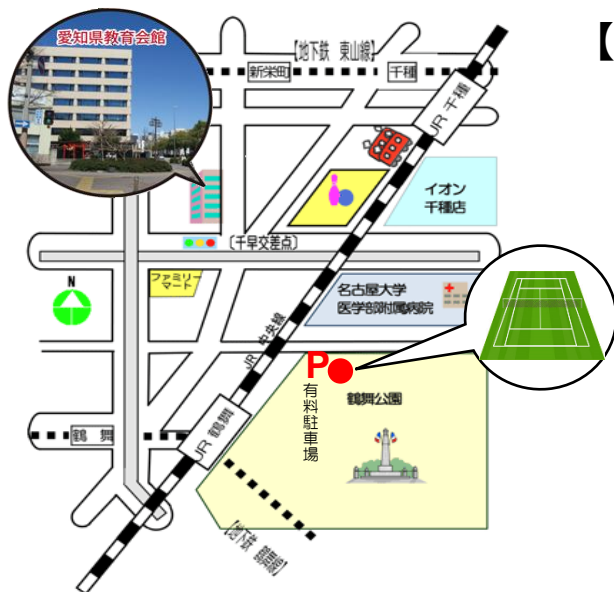 愛知県教育会館
【
【地下鉄 東山線】
新栄町
千種
JR 千種
イオン
千種店
〔千早交差点〕
ファミリー
マート
N
名古屋大学
医学部附属病院
JR 中央線
P
有料駐車場
鶴舞公園
鶴 舞
JR 鶴舞
【地下鉄 鶴舞線】